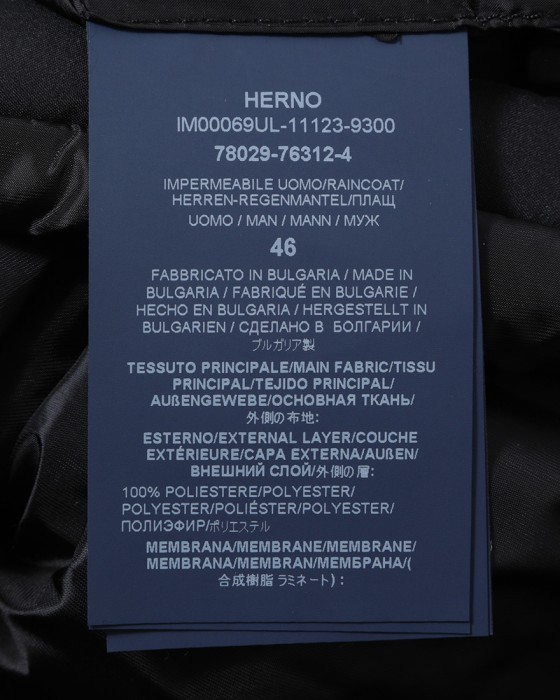 HERNO
IM00069UL-11123-9300
78029-76312-4
IMPERMEABILE UOMO/RAINCOAT/
HERREN-REGENMANTEL/ПЛАЩ
UOMO / MAN / MANN / МУЖ
46
FABBRICATO IN BULGARIA / MADE IN
BULGARIA / FABRIQUÉ EN BULGARIE /
HECHO EN BULGARIA / HERGESTELLT IN
BULGARIEN / СДЕЛАНО В БОЛГАРИИ /
ブルガリア製
TESSUTO PRINCIPALE/MAIN FABRIC/TISSU
PRINCIPAL/TEJIDO PRINCIPAL/
AUßENGEWEBE/ОСНОВНАЯ ТКАНЬ/
外側の布地:
ESTERNO/EXTERNAL LAYER/COUCHE
EXTÉRIEURE/CAPA EXTERNA/AUßEN/
ВНЕШНИЙ СЛОЙ/外側の層:
100% POLIESTERE/POLYESTER/
POLYESTER/POLIÉSTER/POLYESTER/
ПОЛИЭФИР/ポリエステル
MEMBRANA/MEMBRANE/MEMBRANE/
MEMBRANA/MEMBRAN/МЕМБРАНА/(
合成樹脂 ラミネート) :